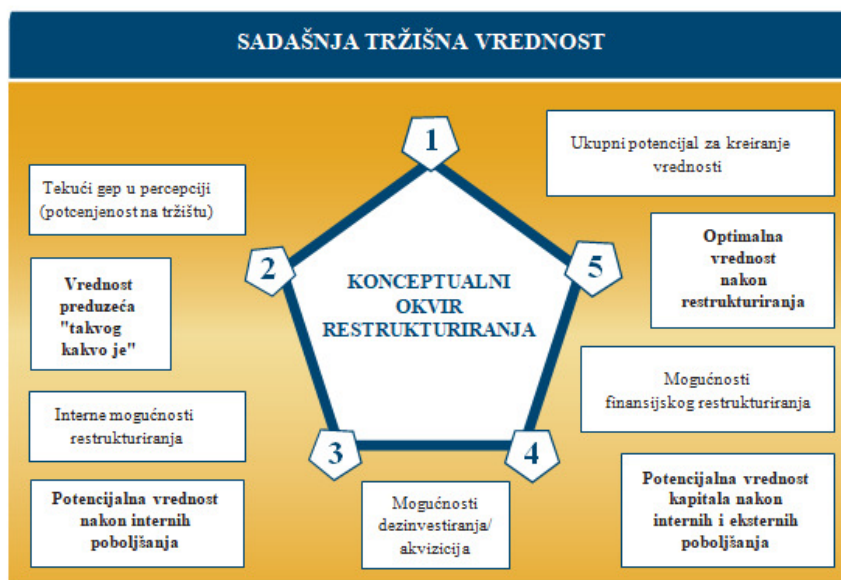 SADAŠNJA TRŽIŠNA VREDNOST
1
Ukupni potencijal za kreiranje
vrednosti
Tekući gep u percepciji
(potcenjenost na tržištu)
2
Vrednost
preduzeća
"takvog
kakvo je"
KONCEPTUALNI
OKVIR
RESTRUKTURIRANJA
5
Optimalna
vrednost
nakon
restrukturiranja
Interne mogućnosti
restrukturiranja
Mogućnosti
finansijskog restrukturiranja
3
4
Potencijalna vrednost
nakon internih
poboljšanja
Mogućnosti
dezinvestiranja/
akvizicija
Potencijalna vrednost
kapitala nakon
internih i eksternih
poboljšanja